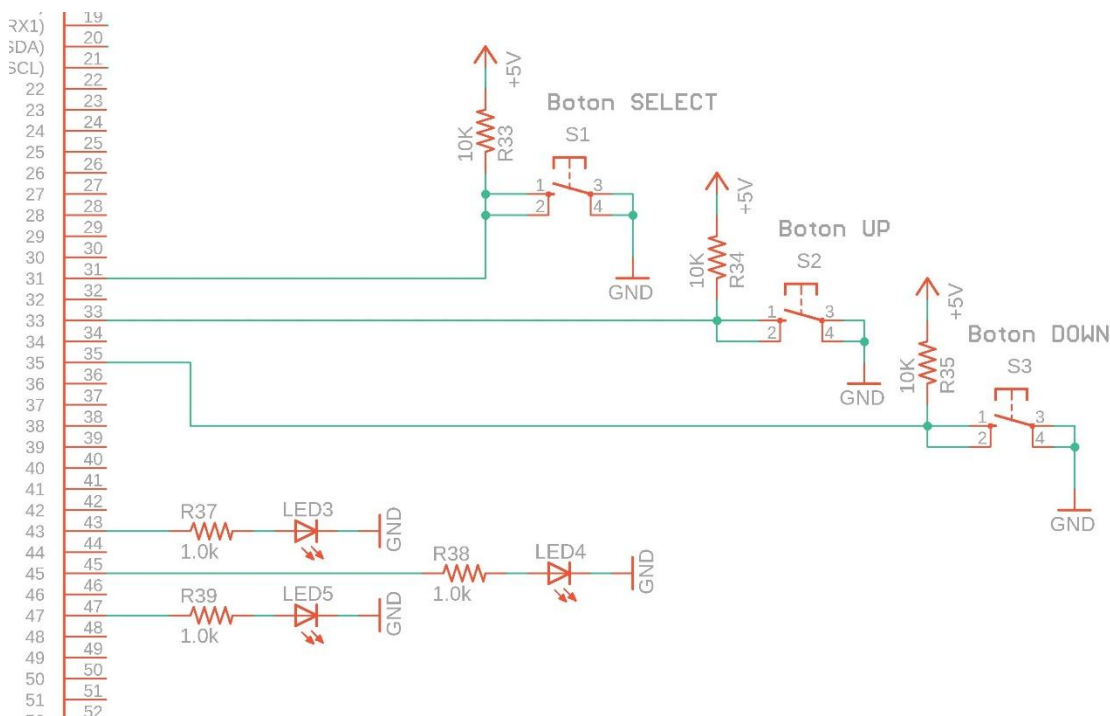 19
RX1)
20
SDA)
21
SCL)
22
22
23
23
24
24
25
25
26
26
27
27
28
28
29
29
30
30
31
31
32
32
33
33
34
34
35
35
36
36
37
37
38
38
39
39
40
40
41
41
42
42
43
43
44
44
45
45
46
46
47
47
48
48
49
49
50
50
51
51
52
+5V
10K
R33
Boton SELECT
S1
1
2
3
4
GND
+5V
10K
R34
Boton UP
S2
1
2
3
4
GND
+5V
10K
R35
Boton DOWN
S3
1
2
3
4
GND
R37
1.0k
LED3
GND
R38
1.0k
LED4
GND
R39
1.0k
LED5
GND